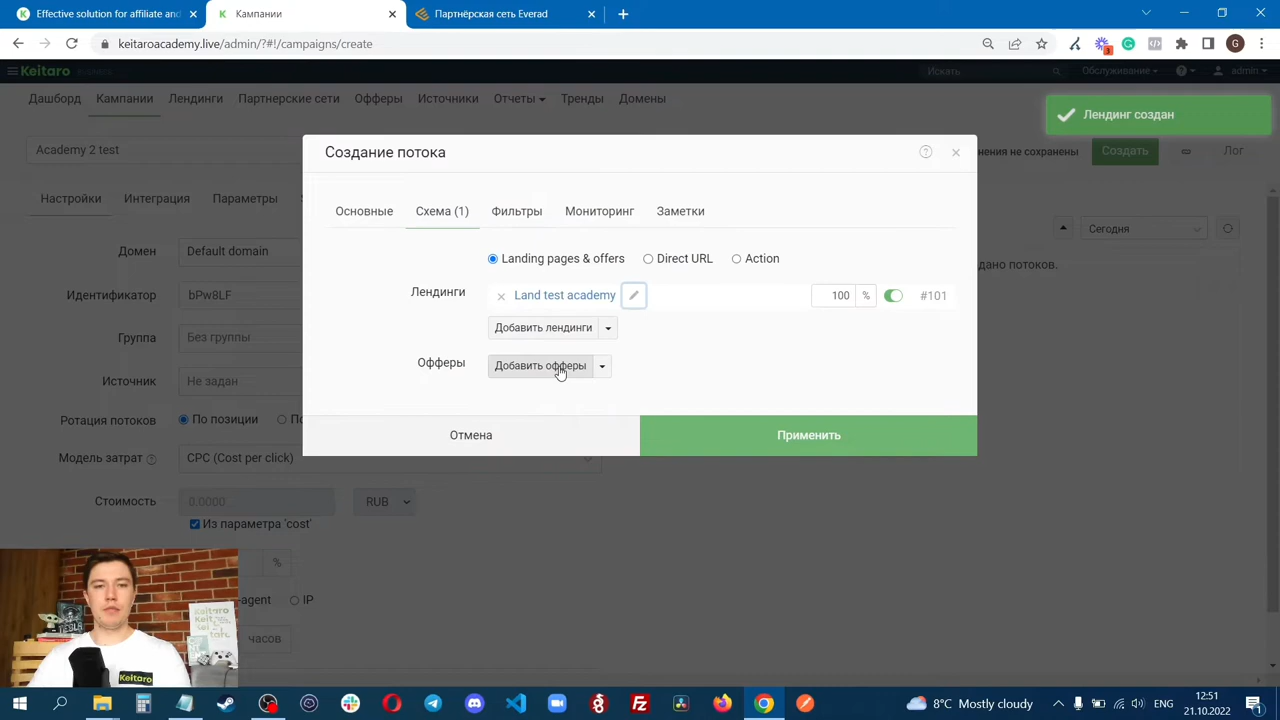 Effective solution for affiliate and
Кампании
Партнёрская сеть Everad
keitaroacademy.live/admin/?#!/campaigns/create
3
G
Keitaro
Искать
Обслуживание
admin
Дашборд
Кампании
Лендинги
Партнерские сети
Офферы
Источники
Отчеты
Тренды
Домены
Лендинг создан
Academy 2 test
нения не сохранены
Создать
Лог
Создание потока
Настройки
Интеграция
Параметры
Основные
Схема (1)
Фильтры
Мониторинг
Заметки
Сегодня
Домен
Default domain
Landing pages & offers
Direct URL
Action
дано потоков.
Идентификатор
bPw8LF
Лендинги
Land test academy
100
%
#101
Добавить лендинги
Группа
Без группы
Офферы
Добавить офферы
Источник
Не задан
Ротация потоков
По позиции
По
Отмена
Применить
Модель затрат
CPC (Cost per click)
Стоимость
0.0000
RUB
Из параметра 'cost'
%
-agent
IP
часов
TESLA
Keitaro
8°C Mostly cloudy
12:51
21.10.2022